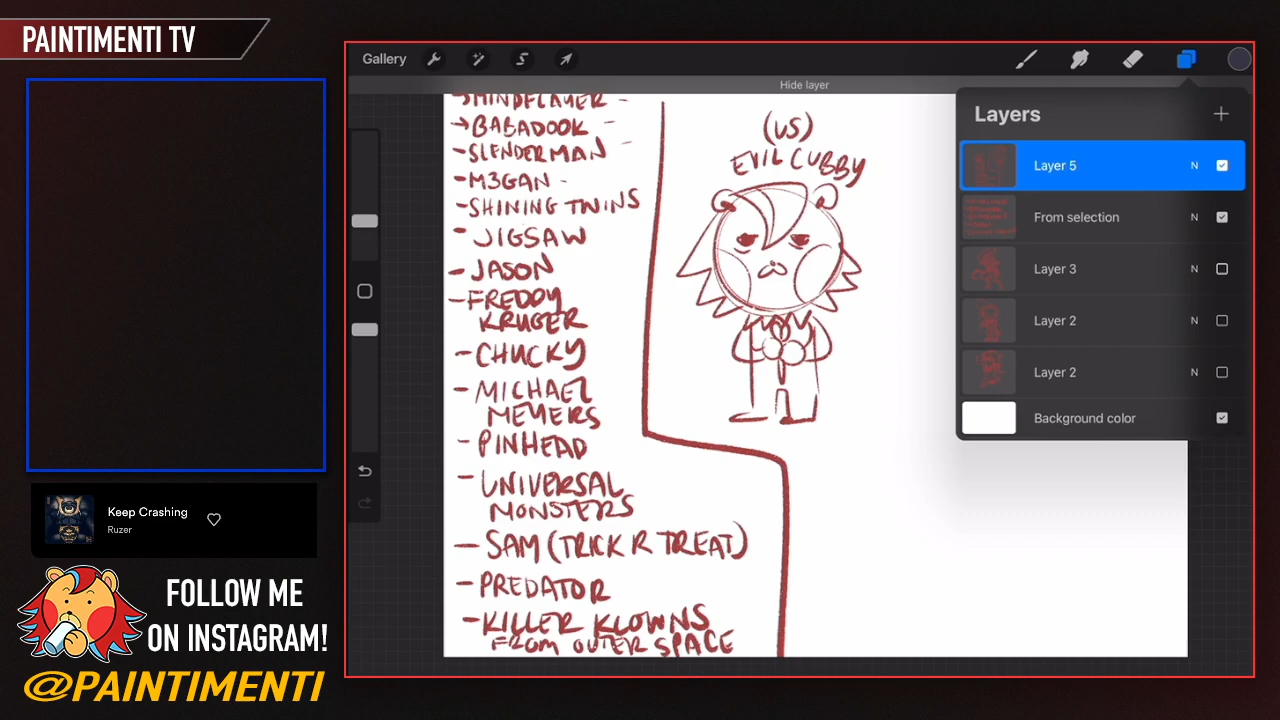 PAINTIMENTI TV
Gallery
Hide layer
MINDFLAYER -
→ BABADOOK -
- SLENDERMAN -
- M3GAN -
- SHINING TWINS
- JIGSAW
- JASON
- FREDDY
KRUGER
- CHUCKY
- MICHAEL
MEYERS
- PINHEAD
- UNIVERSAL
MONSTERS
- SAM (TRICK R TREAT)
- PREDATOR
- KILLER KLOWNS
FROM OUTER SPACE
(US)
EVIL CUBBY
Layers
Layer 5 N
From selection N
Layer 3 N
Layer 2 N
Layer 2 N
Background color
Keep Crashing
Ruzer
FOLLOW ME
ON INSTAGRAM!
@PAINTIMENTI